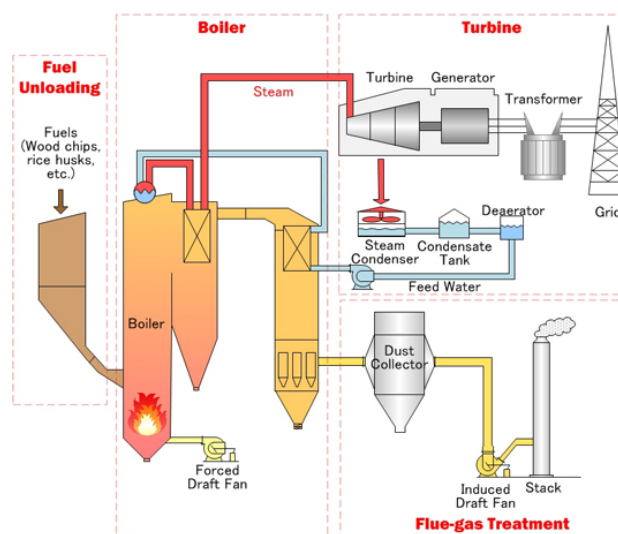 Fuel
Unloading
Fuels
(Wood chips,
rice husks,
etc.)
Boiler
Steam
Boiler
Forced
Draft Fan
Turbine
Turbine
Generator
Transformer
Grid
Steam
Condenser
Condensate
Tank
Deaerator
Feed Water
Dust
Collector
Induced
Draft Fan
Stack
Flue-gas Treatment